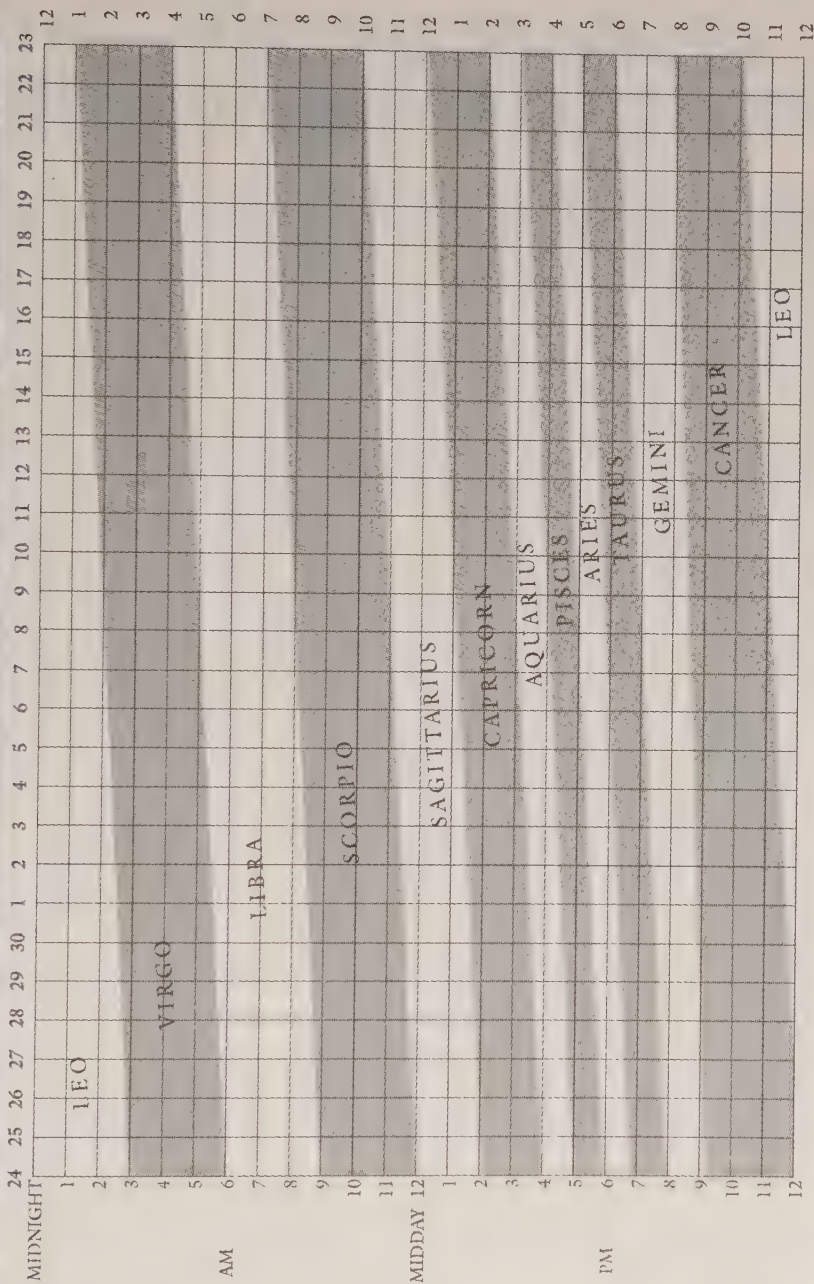 24 25 26 27 28 29 30 1 2 3 4 5 6 7 8 9 10 11 12 13 14 15 16 17 18 19 20 21 22 23
MIDNIGHT
1
2
3
4
5
6
7
8
9
10
11
MIDDAY 12
1
2
3
4
5
6
7
8
9
10
11
12
AM
PM
LEO
VIRGO
LIBRA
SCORPIO
SAGITTARIUS
CAPRICORN
AQUARIUS
PISCES
ARIES
TAURUS
GEMINI
CANCER
LEO
12
1
2
3
4
5
6
7
8
9
10
11
12
1
2
3
4
5
6
7
8
9
10
11
12